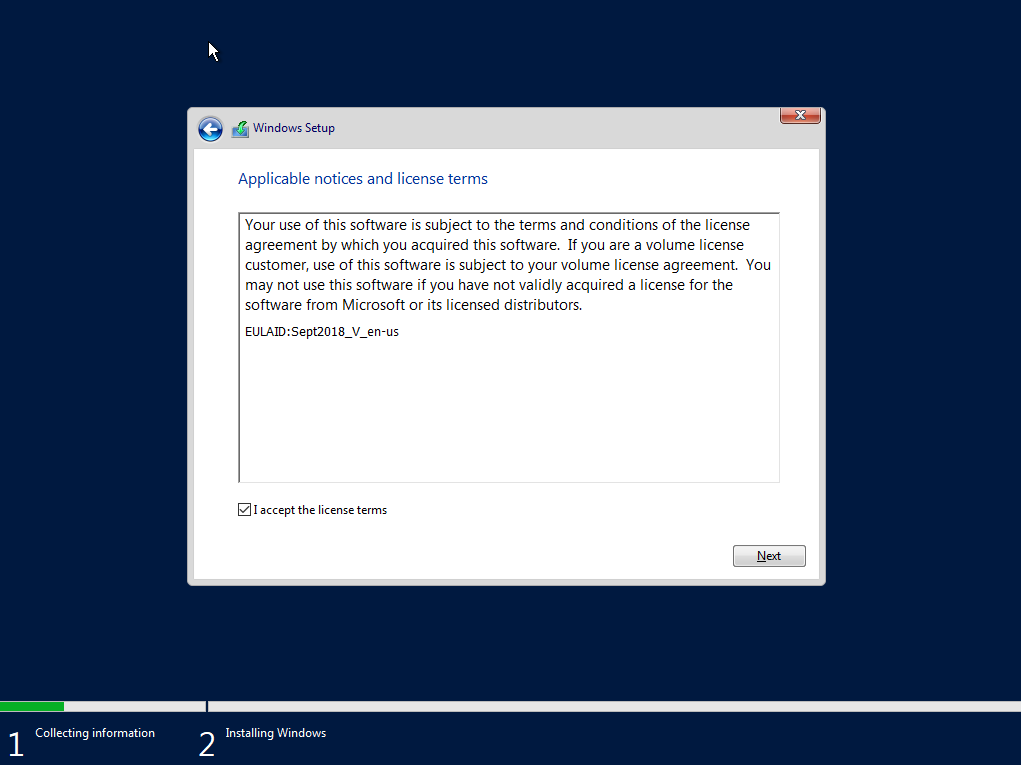 Windows Setup
Applicable notices and license terms
Your use of this software is subject to the terms and conditions of the license
agreement by which you acquired this software.  If you are a volume license
customer, use of this software is subject to your volume license agreement.  You
may not use this software if you have not validly acquired a license for the
software from Microsoft or its licensed distributors.
EULAID:Sept2018_V_en-us
I accept the license terms
Next
1 Collecting information
2 Installing Windows